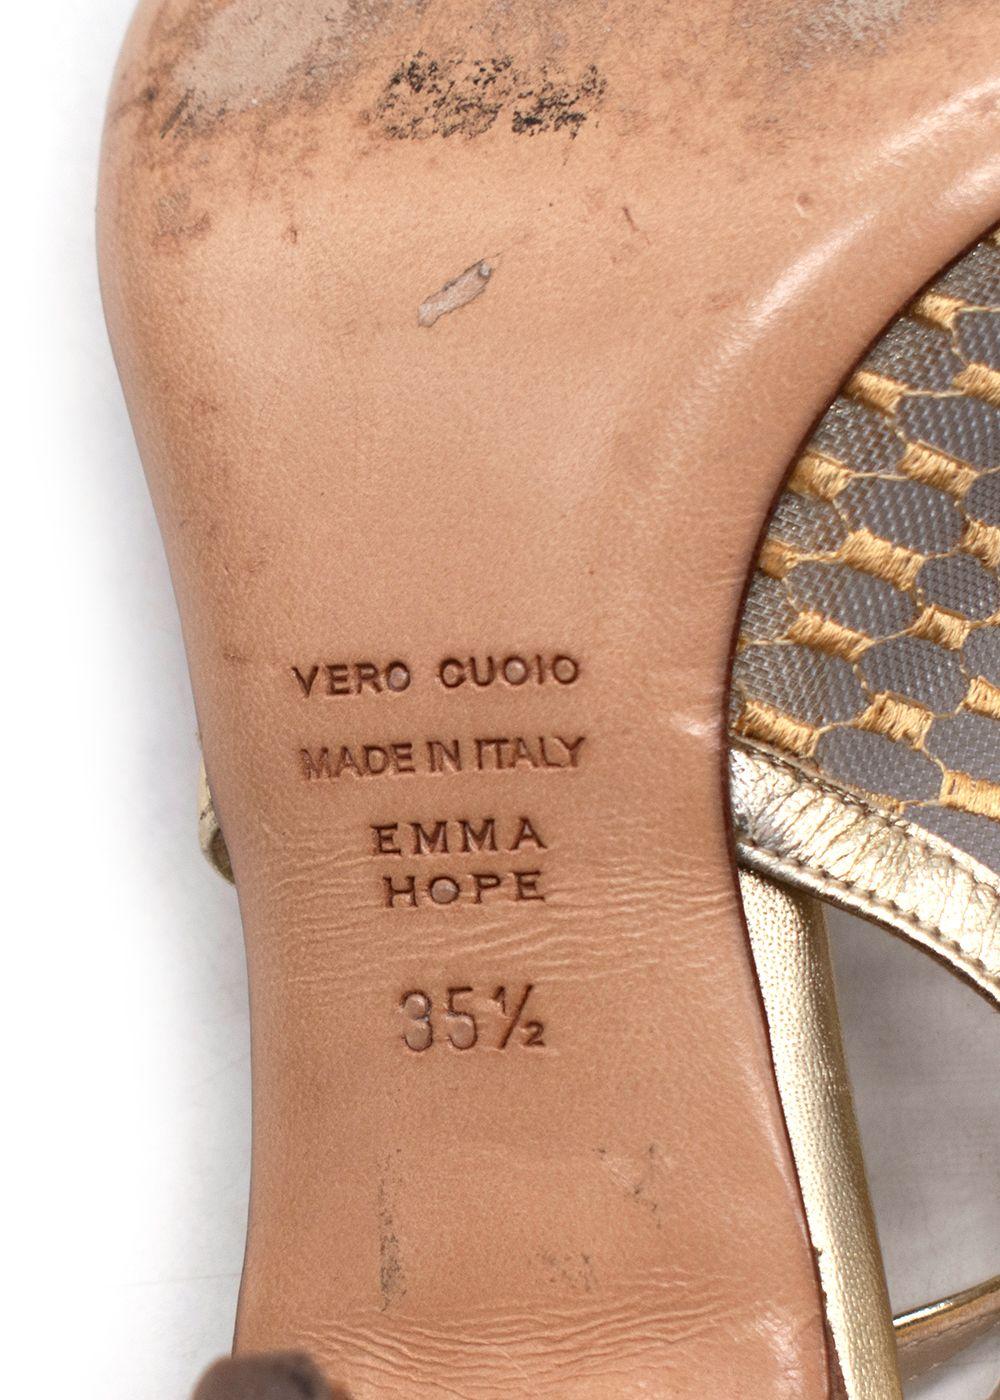 VERO CUOIO
MADE IN ITALY
EMMA
HOPE
35½